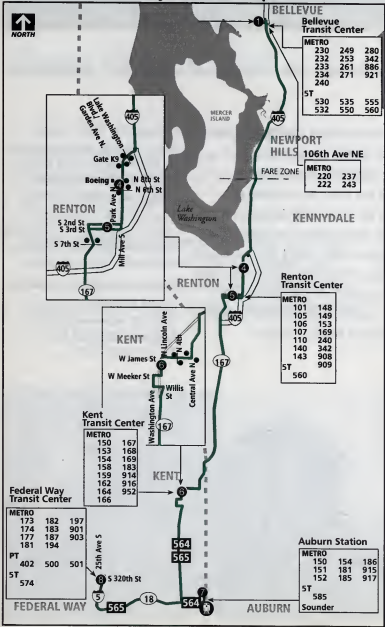 BELLEVUE
NORTH
1
Bellevue
Transit Center
METRO
230 249 280
232 253 342
233 261 886
234 271 921
240
ST
530 535 555
532 550 560
405
MERCER
ISLAND
NEWPORT
HILLS
106th Ave NE
METRO
220 237
222 243
FARE ZONE
Lake
Washington
KENNYDALE
Lake Washington
Blvd./
Garden Ave N.
405
Gate K9
Boeing
4
N 8th St
N 6th St
Park Ave N
RENTON
S 2nd St
S 3rd St
5
S 7th St
Mill Ave S
405
167
4
RENTON
5
405
Renton
Transit Center
METRO
101 148
105 149
106 153
107 169
110 240
140 342
143 908
909
ST
560
167
KENT
W Lincoln Ave
N 4th
W James St
6
W Meeker St
Willis
St
Central Ave N.
Washington Ave
167
Kent
Transit Center
METRO
150 167
153 168
154 169
158 183
159 914
162 916
164 952
166
KENT
6
564
565
Federal Way
Transit Center
METRO
173 182 197
174 183 901
177 187 903
181 194
PT
402 500 501
ST
574
25th Ave S
8
S 320th St
5
FEDERAL WAY
565
18
564
7
AUBURN
Auburn Station
METRO
150 154 186
151 181 915
152 185 917
ST
585
Sounder